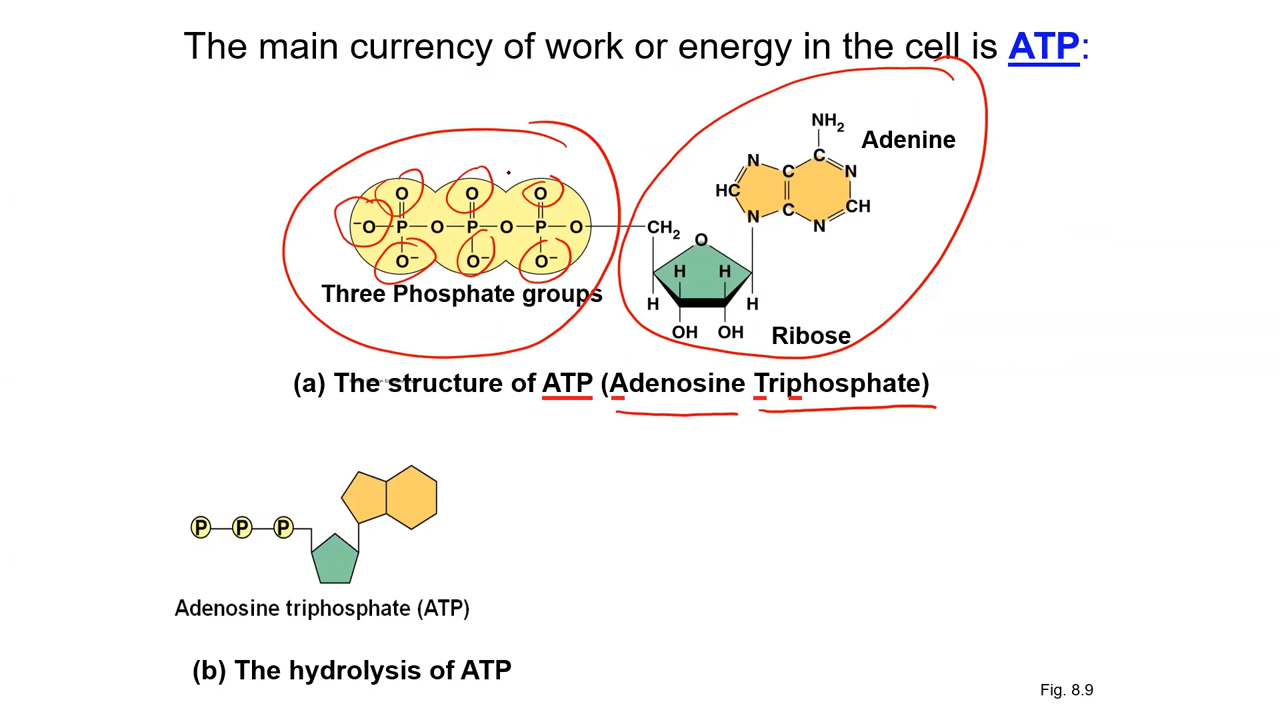 The main currency of work or energy in the cell is ATP:
NH2
Adenine
N
C
N
C
HC
CH
C
N
N
O
O
O
⁻O
P
O
P
O
P
O
CH2
O
O⁻
O⁻
O⁻
H
H
Three Phosphate groups
H
H
OH
OH
Ribose
(a) The structure of ATP (Adenosine Triphosphate)
P
P
P
Adenosine triphosphate (ATP)
(b) The hydrolysis of ATP
Fig. 8.9